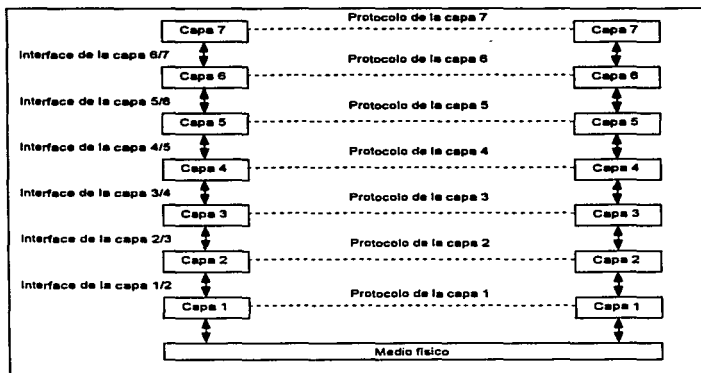 Protocolo de la capa 7
Capa 7 Capa 7
Interface de la capa 6/7
Protocolo de la capa 6
Capa 6 Capa 6
Interface de la capa 5/6
Protocolo de la capa 5
Capa 5 Capa 5
Interface de la capa 4/5
Protocolo de la capa 4
Capa 4 Capa 4
Interface de la capa 3/4
Protocolo de la capa 3
Capa 3 Capa 3
Interface de la capa 2/3
Protocolo de la capa 2
Capa 2 Capa 2
Interface de la capa 1/2
Protocolo de la capa 1
Capa 1 Capa 1
Medio físico